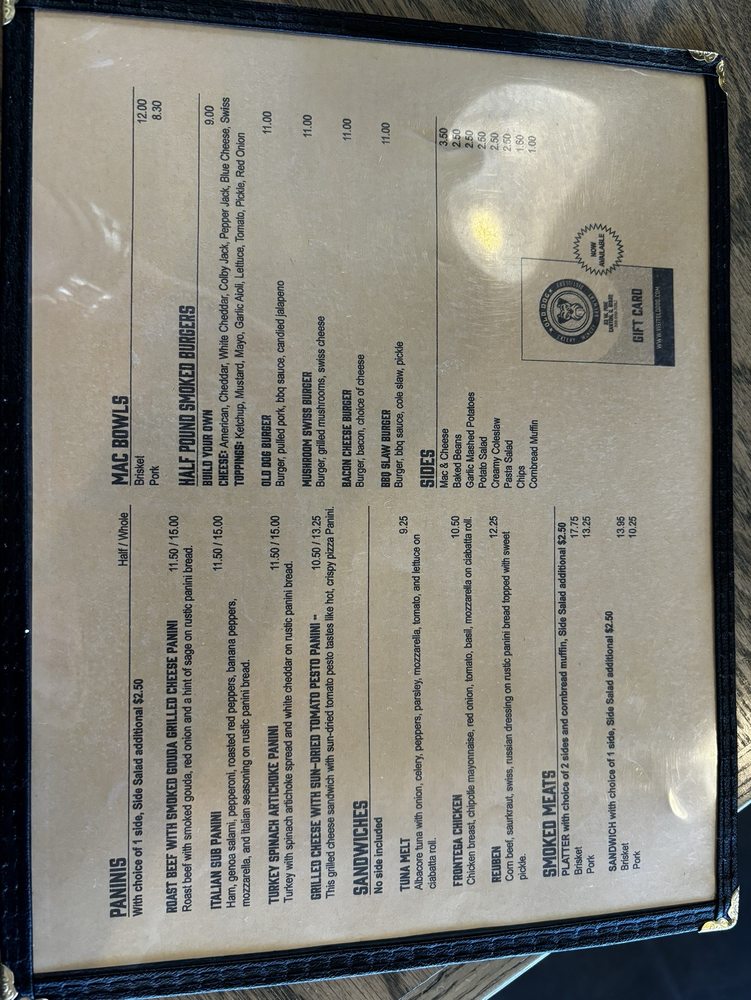 PANINIS Half / Whole
With choice of 1 side, Side Salad additional $2.50
ROAST BEEF WITH SMOKED GOUDA GRILLED CHEESE PANINI 11.50 / 15.00
Roast beef with smoked gouda, red onion and a hint of sage on rustic panini bread.
ITALIAN SUB PANINI 11.50 / 15.00
Ham, genoa salami, pepperoni, roasted red peppers, banana peppers,
mozzarella, and Italian seasoning on rustic panini bread.
TURKEY SPINACH ARTICHOKE PANINI 11.50 / 15.00
Turkey with spinach artichoke spread and white cheddar on rustic panini bread.
GRILLED CHEESE WITH SUN-DRIED TOMATO PESTO PANINI – 10.50 / 13.25
This grilled cheese sandwich with sun-dried tomato pesto tastes like hot, crispy pizza Panini.
SANDWICHES
No side included
TUNA MELT 9.25
Albacore tuna with onion, celery, peppers, parsley, mozzarella, tomato, and lettuce on
ciabatta roll.
FRONTEGA CHICKEN 10.50
Chicken breast, chipotle mayonnaise, red onion, tomato, basil, mozzarella on ciabatta roll.
REUBEN 12.25
Corn beef, saurkraut, swiss, russian dressing on rustic panini bread topped with sweet
pickle.
SMOKED MEATS
PLATTER with choice of 2 sides and cornbread muffin, Side Salad additional $2.50
Brisket 17.75
Pork 13.25
SANDWICH with choice of 1 side, Side Salad additional $2.50
Brisket 13.95
Pork 10.25
MAC BOWLS
Brisket 12.00
Pork 8.30
HALF POUND SMOKED BURGERS
BUILD YOUR OWN 9.00
CHEESE: American, Cheddar, White Cheddar, Colby Jack, Pepper Jack, Blue Cheese, Swiss
TOPPINGS: Ketchup, Mustard, Mayo, Garlic Aioli, Lettuce, Tomato, Pickle, Red Onion
OLD DOG BURGER 11.00
Burger, pulled pork, bbq sauce, candied jalapeno
MUSHROOM SWISS BURGER 11.00
Burger, grilled mushrooms, swiss cheese
BACON CHEESE BURGER 11.00
Burger, bacon, choice of cheese
BBQ SLAW BURGER 11.00
Burger, bbq sauce, cole slaw, pickle
SIDES
Mac & Cheese 3.50
Baked Beans 2.50
Garlic Mashed Potatoes 2.50
Potato Salad 2.50
Creamy Coleslaw 2.50
Pasta Salad 2.50
Chips 1.60
Cornbread Muffin 1.00
NOW
AVAILABLE
OLD DOG
GIFT CARD